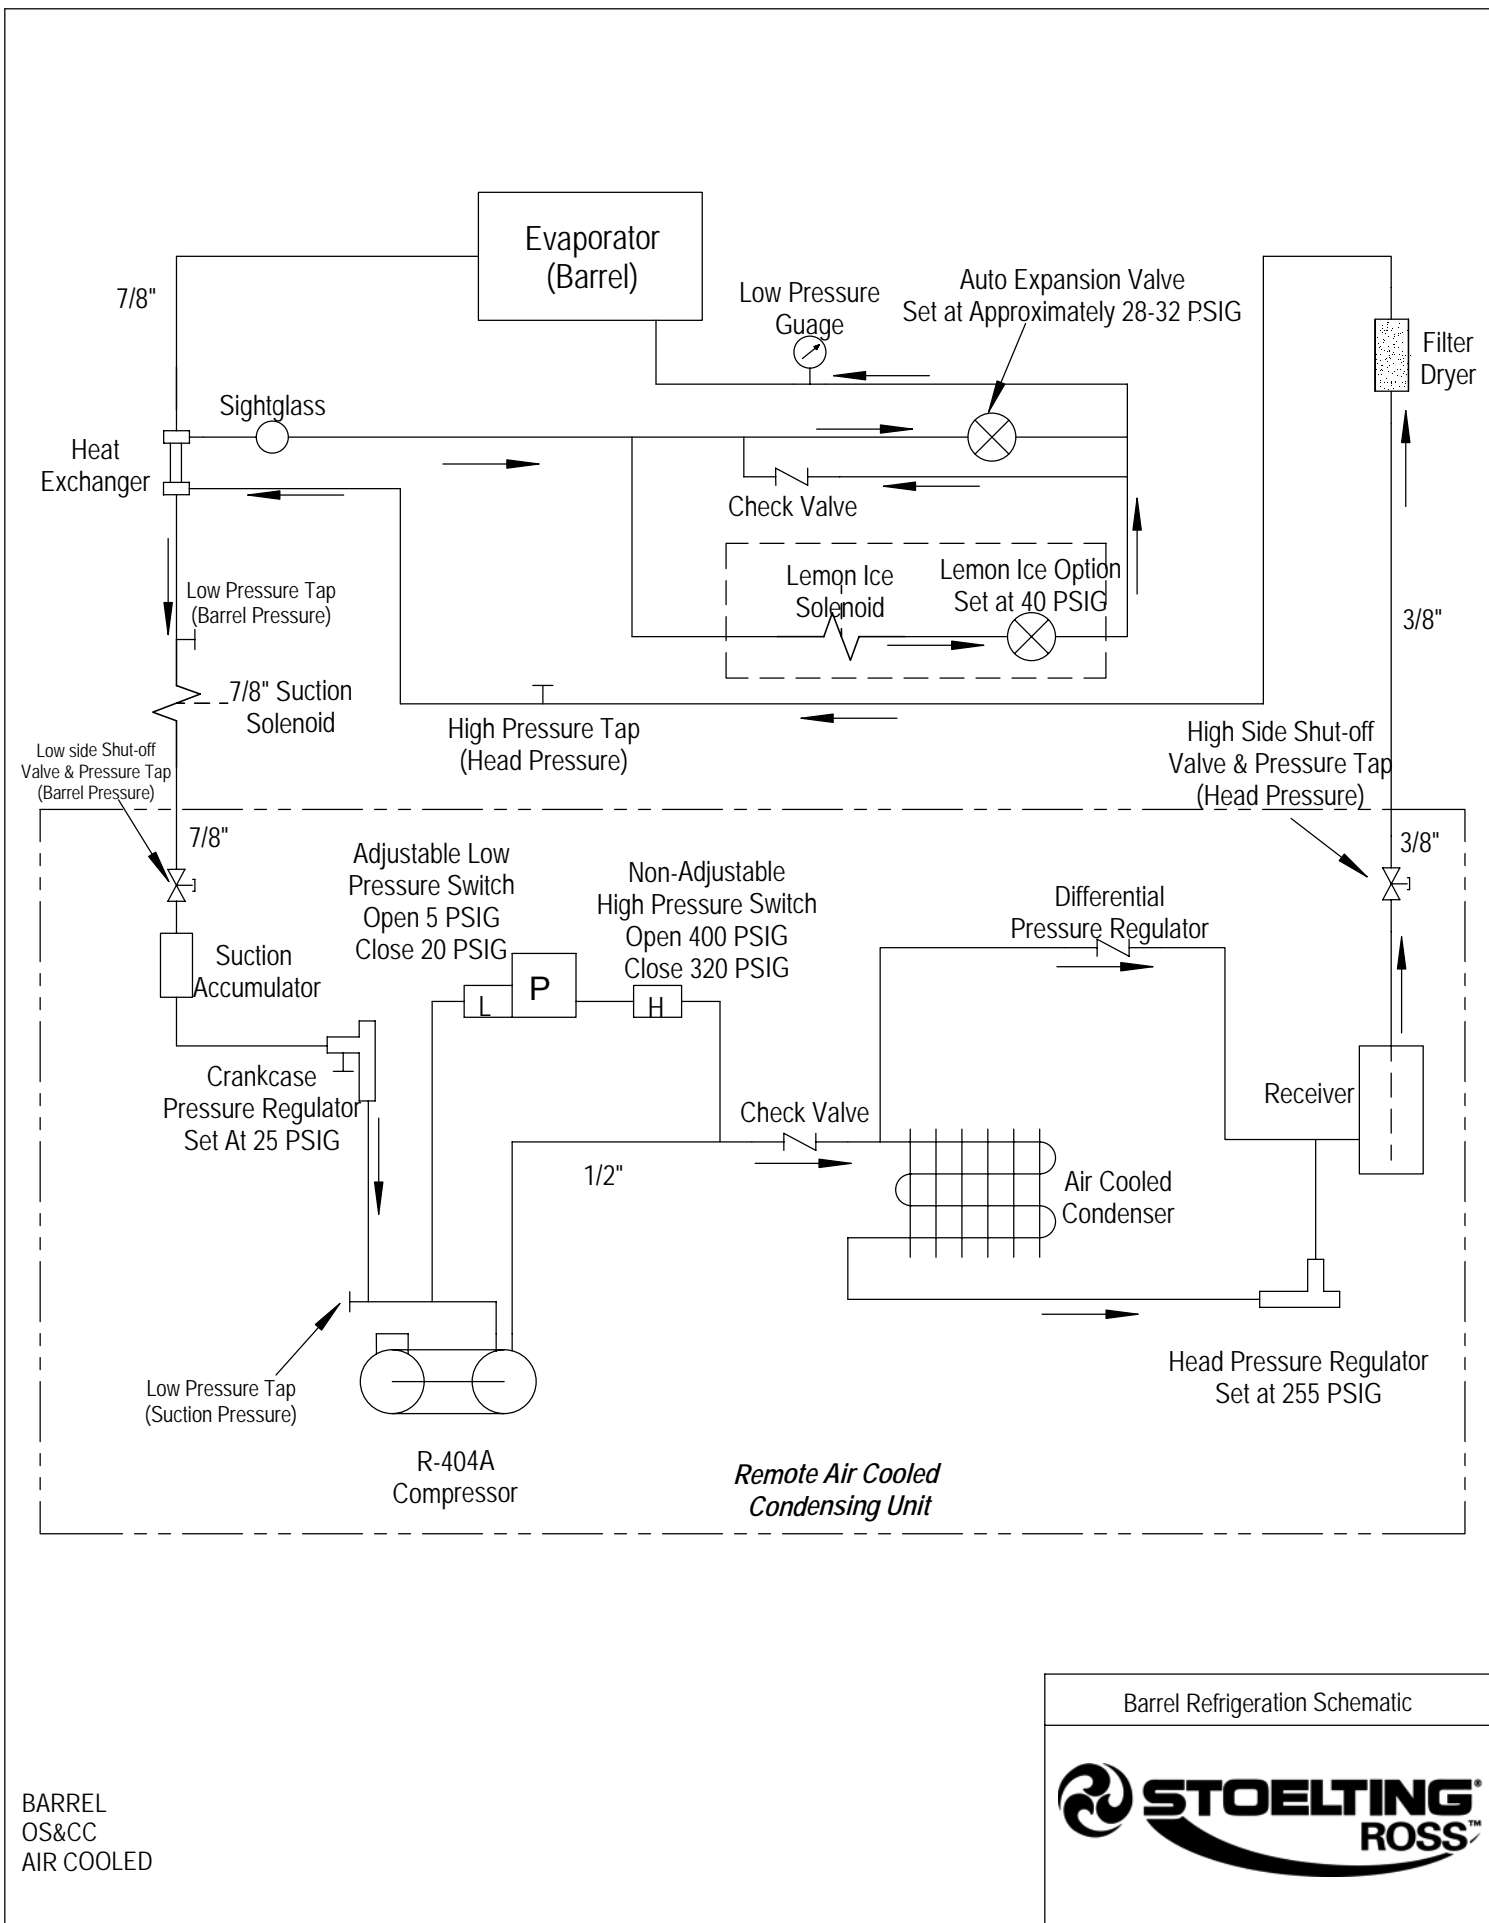 Evaporator
(Barrel)
7/8"
Low Pressure
Guage
Auto Expansion Valve
Set at Approximately 28-32 PSIG
Filter
Dryer
Sightglass
Heat
Exchanger
Check Valve
Lemon Ice
Solenoid
Lemon Ice Option
Set at 40 PSIG
Low Pressure Tap
(Barrel Pressure)
3/8"
7/8" Suction
Solenoid
High Pressure Tap
(Head Pressure)
High Side Shut-off
Valve & Pressure Tap
(Head Pressure)
Low side Shut-off
Valve & Pressure Tap
(Barrel Pressure)
7/8"
3/8"
Adjustable Low
Pressure Switch
Open 5 PSIG
Close 20 PSIG
Non-Adjustable
High Pressure Switch
Open 400 PSIG
Close 320 PSIG
Differential
Pressure Regulator
Suction
Accumulator
L
P
H
Crankcase
Pressure Regulator
Set At 25 PSIG
Check Valve
Receiver
1/2"
Air Cooled
Condenser
Low Pressure Tap
(Suction Pressure)
Head Pressure Regulator
Set at 255 PSIG
R-404A
Compressor
Remote Air Cooled
Condensing Unit
Barrel Refrigeration Schematic
STOELTING®
ROSS™
BARREL
OS&CC
AIR COOLED